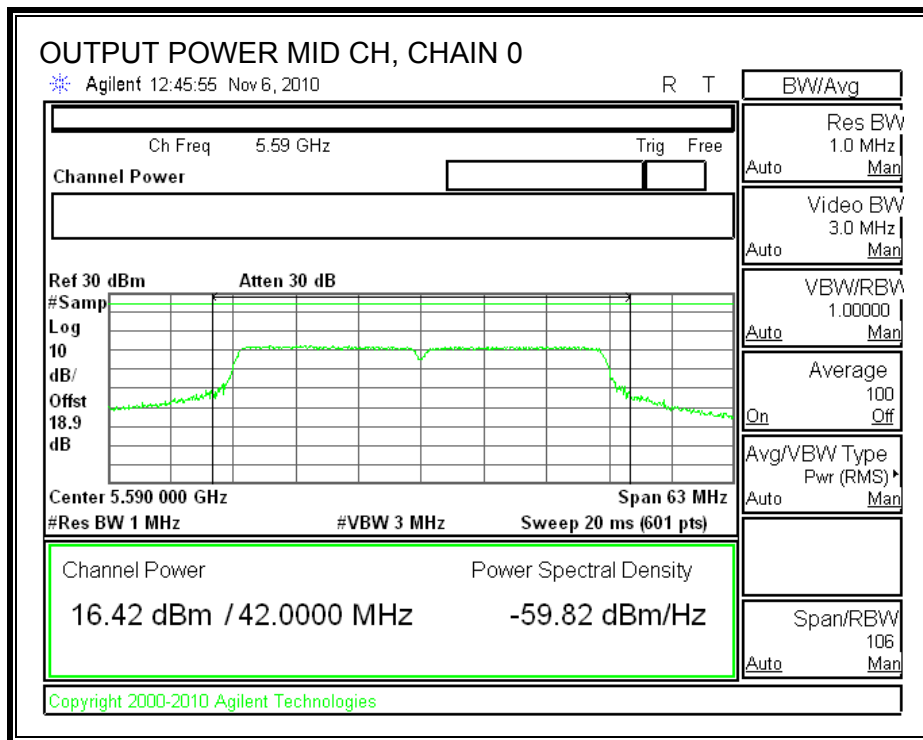 OUTPUT POWER MID CH, CHAIN 0
Agilent 12:45:55 Nov 6, 2010 R T
Ch Freq 5.59 GHz Trig Free
Channel Power
Ref 30 dBm Atten 30 dB
#Samp
Log
10
dB/
Offst
18.9
dB
Center 5.590 000 GHz Span 63 MHz
#Res BW 1 MHz #VBW 3 MHz Sweep 20 ms (601 pts)
Channel Power Power Spectral Density
16.42 dBm / 42.0000 MHz -59.82 dBm/Hz
Copyright 2000-2010 Agilent Technologies
BW/Avg
Res BW
1.0 MHz
Auto Man
Video BW
3.0 MHz
Auto Man
VBW/RBW
1.00000
Auto Man
Average
100
On Off
Avg/VBW Type
Pwr (RMS)
Auto Man
Span/RBW
106
Auto Man